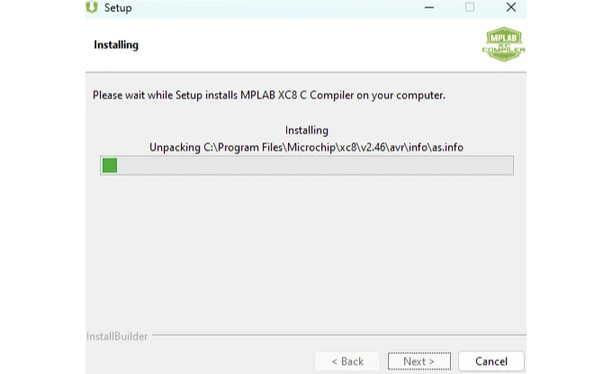 Setup
Installing
MPLAB
XC
COMPILER
Please wait while Setup installs MPLAB XC8 C Compiler on your computer.
Installing
Unpacking C:\Program Files\Microchip\xc8\v2.46\avr\info\as.info
InstallBuilder
< Back
Next >
Cancel